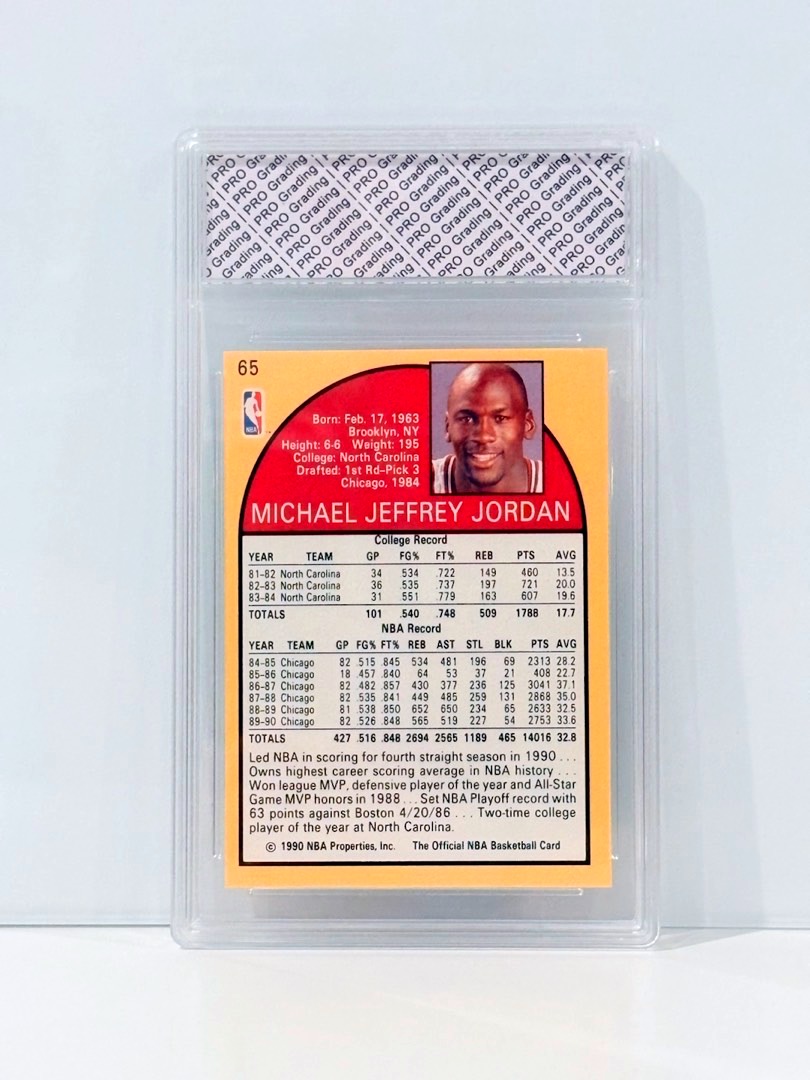 PRO Grading
65
NBA
Born: Feb. 17, 1963
Brooklyn, NY
Height: 6-6 Weight: 195
College: North Carolina
Drafted: 1st Rd-Pick 3
Chicago, 1984
MICHAEL JEFFREY JORDAN
College Record
YEAR TEAM GP FG% FT% REB PTS AVG
81-82 North Carolina 34 .534 .722 149 460 13.5
82-83 North Carolina 36 .535 .737 197 721 20.0
83-84 North Carolina 31 .551 .779 163 607 19.6
TOTALS 101 .540 .748 509 1788 17.7
NBA Record
YEAR TEAM GP FG% FT% REB AST STL BLK PTS AVG
84-85 Chicago 82 .515 .845 534 481 196 69 2313 28.2
85-86 Chicago 18 .457 .840 64 53 37 21 408 22.7
86-87 Chicago 82 .482 .857 430 377 236 125 3041 37.1
87-88 Chicago 82 .535 .841 449 485 259 131 2868 35.0
88-89 Chicago 81 .538 .850 652 650 234 65 2633 32.5
89-90 Chicago 82 .526 .848 565 519 227 54 2753 33.6
TOTALS 427 .516 .848 2694 2565 1189 465 14016 32.8
Led NBA in scoring for fourth straight season in 1990 . . .
Owns highest career scoring average in NBA history . . .
Won league MVP, defensive player of the year and All-Star
Game MVP honors in 1988 . . . Set NBA Playoff record with
63 points against Boston 4/20/86 . . . Two-time college
player of the year at North Carolina.
© 1990 NBA Properties, Inc. The Official NBA Basketball Card